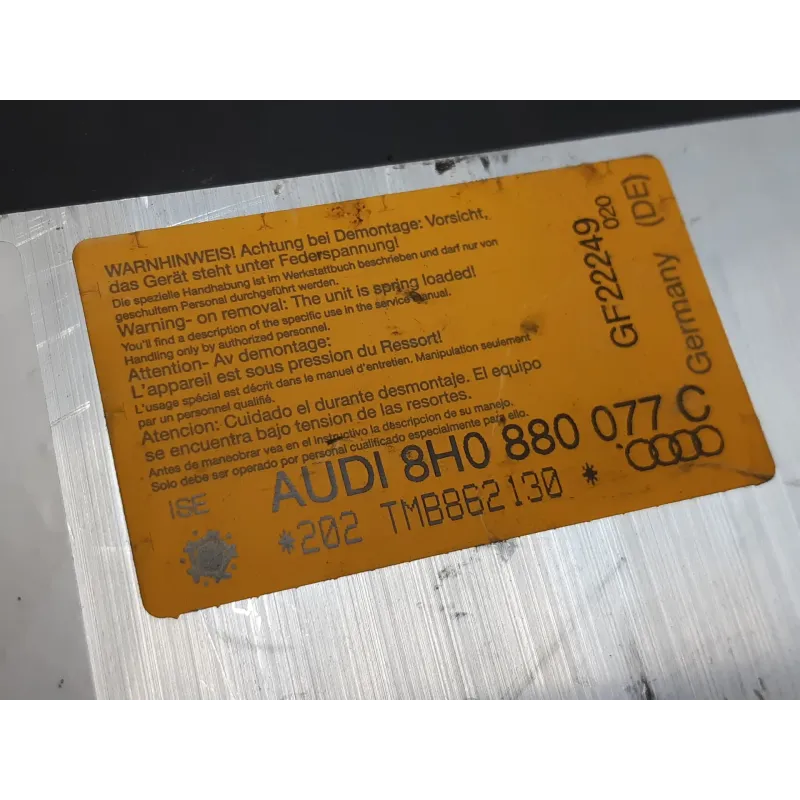 WARNHINWEIS! Achtung bei Demontage: Vorsicht,
das Gerät steht unter Federspannung!
Die spezielle Handhabung ist im Werkstattbuch beschrieben und darf nur von
geschultem Personal durchgeführt werden.
Warning- on removal: The unit is spring loaded!
You'll find a description of the specific use in the service manual.
Handling only by authorized personnel.
Attention- Av demontage:
L'appareil est sous pression du Ressort!
L'usage spécial est décrit dans le manuel d'entretien. Manipulation seulement
par un personnel qualifié.
Atencion: Cuidado el durante desmontaje. El equipo
se encuentra bajo tension de las resortes.
Antes de maneobrar vea en el instructivo la descripcion de su manejo.
Solo debe ser operado por personal cualificado especialmente para ello.
ISE
AUDI 8H0 880 077 C
*202 TMB862130 *
GF22249 020
Germany (DE)